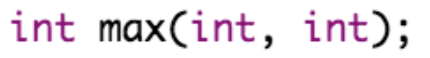 int max(int, int);